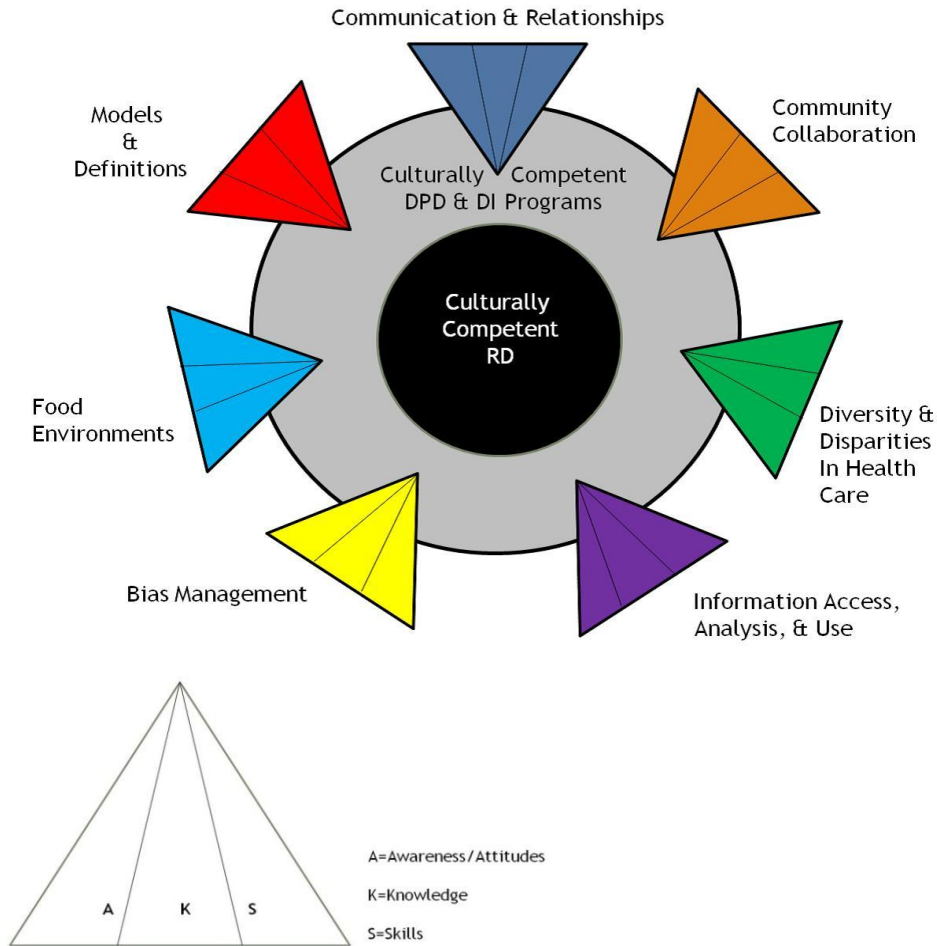 Communication & Relationships
Models
&
Definitions
Community
Collaboration
Culturally Competent
DPD & DI Programs
Culturally
Competent
RD
Food
Environments
Diversity &
Disparities
In Health
Care
Bias Management
Information Access,
Analysis, & Use
A K S
A=Awareness/Attitudes
K=Knowledge
S=Skills